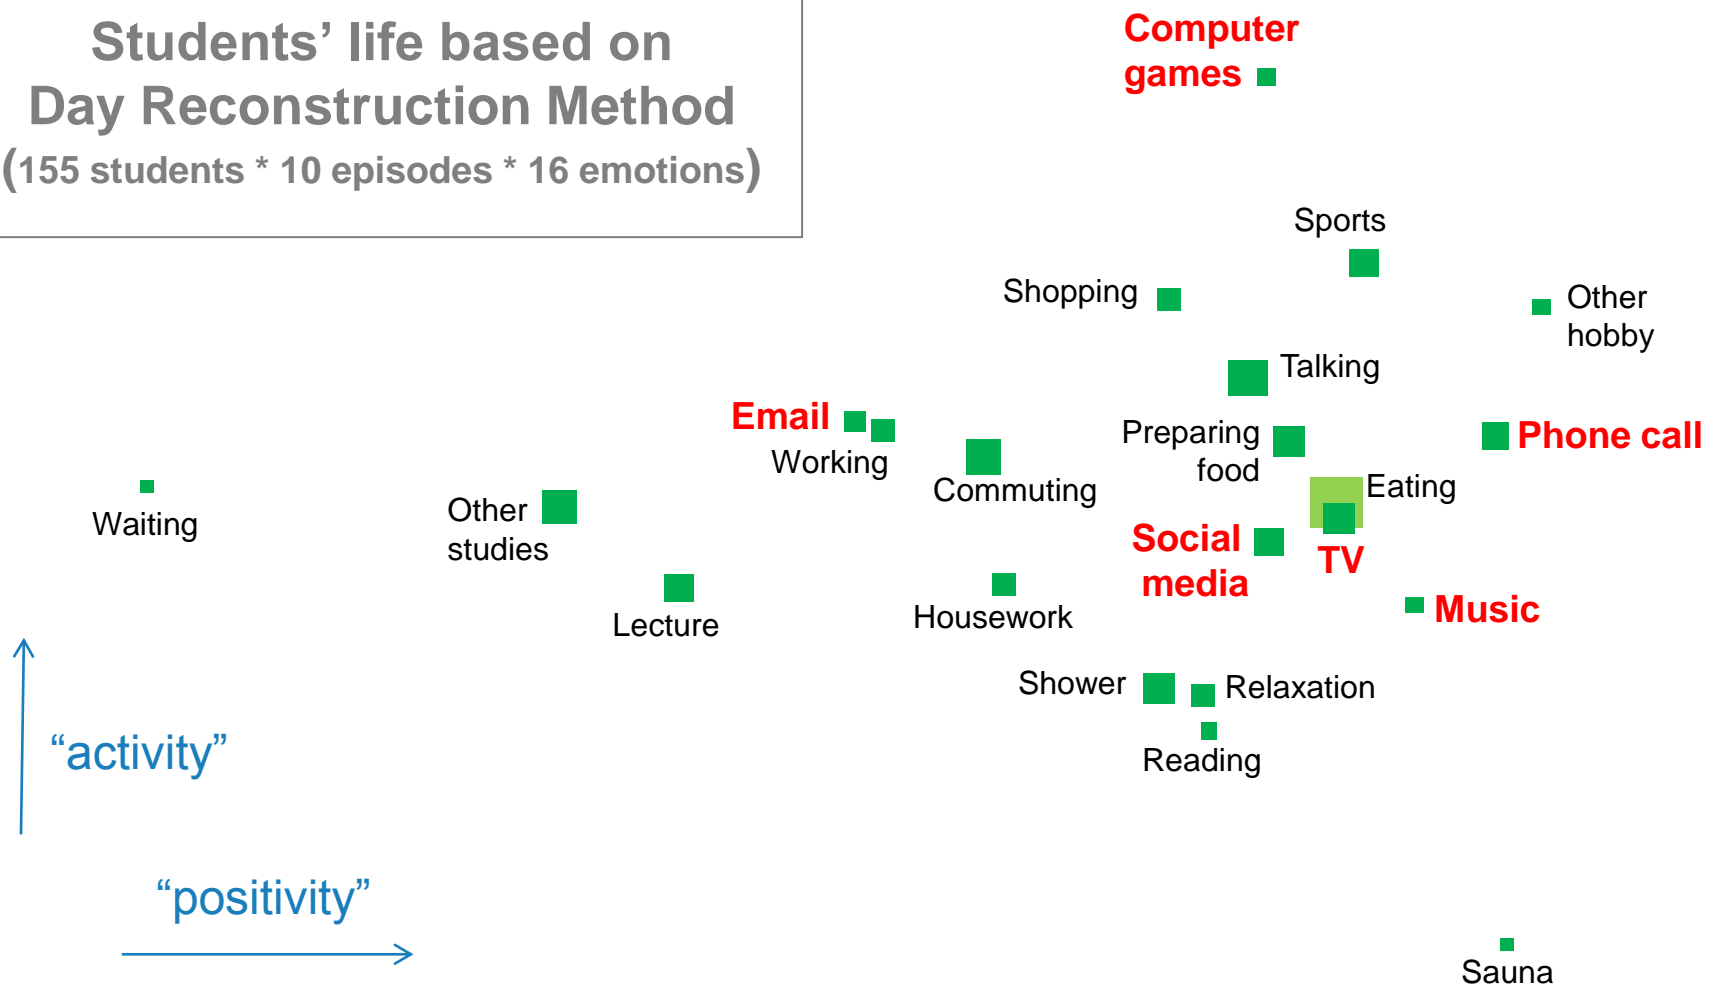 Students’ life based on
Day Reconstruction Method
(155 students * 10 episodes * 16 emotions)
Computer
games
Sports
Shopping
Other
hobby
Talking
Email
Working
Preparing
food
Phone call
Commuting
Eating
Waiting
Other
studies
Social
media
TV
Lecture
Housework
Music
Shower
Relaxation
Reading
“activity”
“positivity”
Sauna